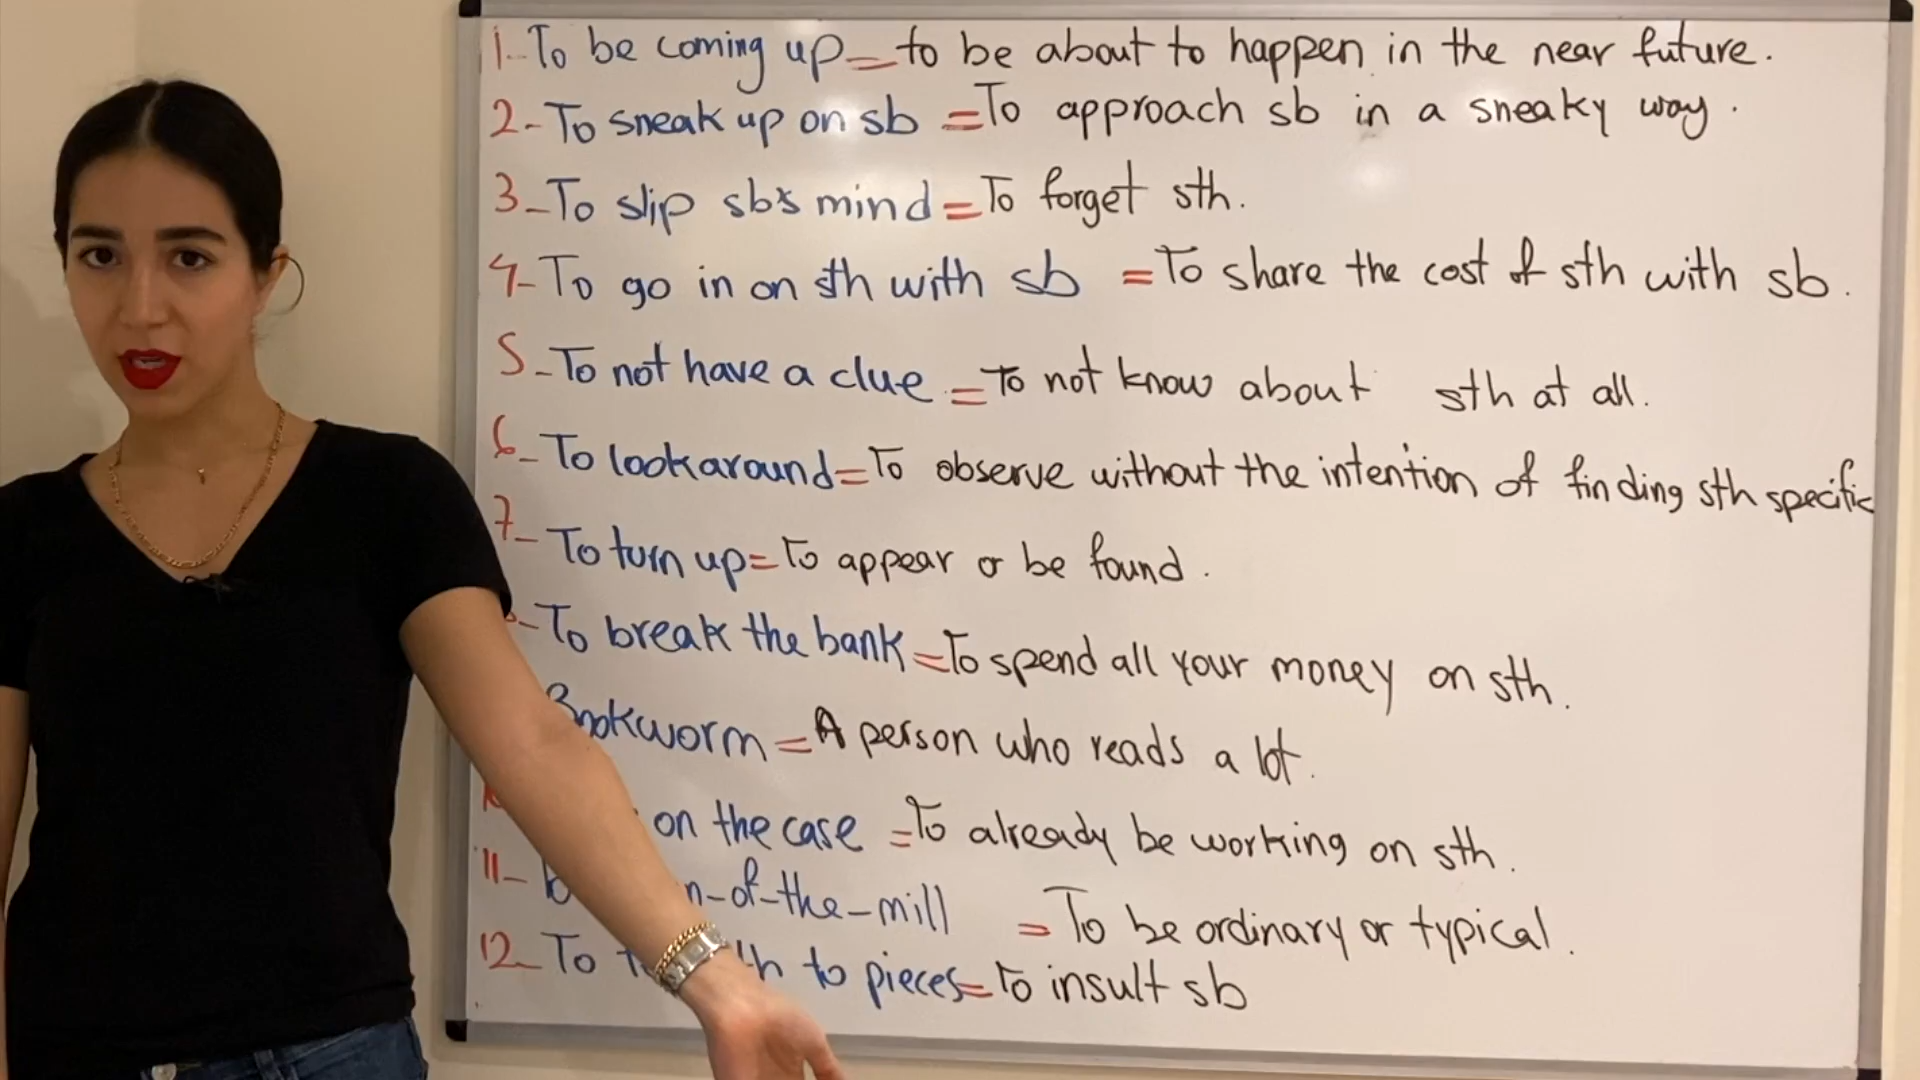 1- To be coming up = to be about to happen in the near future.
2- To sneak up on sb = To approach sb in a sneaky way.
3- To slip sb's mind = To forget sth.
4- To go in on sth with sb = To share the cost of sth with sb.
5- To not have a clue = To not know about sth at all.
6- To look around = To observe without the intention of finding sth specific
7- To turn up = To appear or be found.
- To break the bank = To spend all your money on sth.
Bookworm = A person who reads a lot.
on the case = To already be working on sth.
11- -of-the-mill = To be ordinary or typical.
12- To to pieces = To insult sb